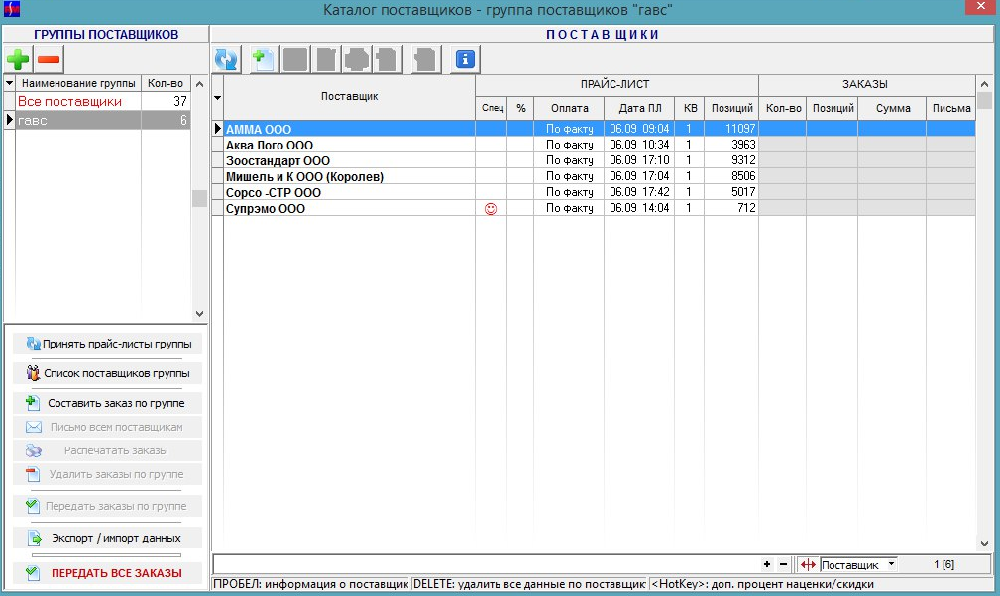 Каталог поставщиков - группа поставщиков "гавс"
ГРУППЫ ПОСТАВЩИКОВ
Наименование группы Кол-во
Все поставщики 37
гавс 6
Принять прайс-листы группы
Список поставщиков группы
Составить заказ по группе
Письмо всем поставщикам
Распечатать заказы
Удалить заказы по группе
Передать заказы по группе
Экспорт / импорт данных
ПЕРЕДАТЬ ВСЕ ЗАКАЗЫ
ПОСТАВЩИКИ
Поставщик ПРАЙС-ЛИСТ ЗАКАЗЫ
Спец % Оплата Дата ПЛ КВ Позиций Кол-во Позиций Сумма Письма
АММА ООО По факту 06.09 09:04 1 11097
Аква Лого ООО По факту 06.09 10:34 1 3963
Зоостандарт ООО По факту 06.09 17:10 1 9312
Мишель и К ООО (Королев) По факту 06.09 17:04 1 8506
Сорсо -СТР ООО По факту 06.09 17:42 1 5017
Супрэмо ООО По факту 06.09 14:04 1 712
+ - Поставщик 1 [6]
ПРОБЕЛ: информация о поставщик DELETE: удалить все данные по поставщик <HotKey>: доп. процент наценки/скидки